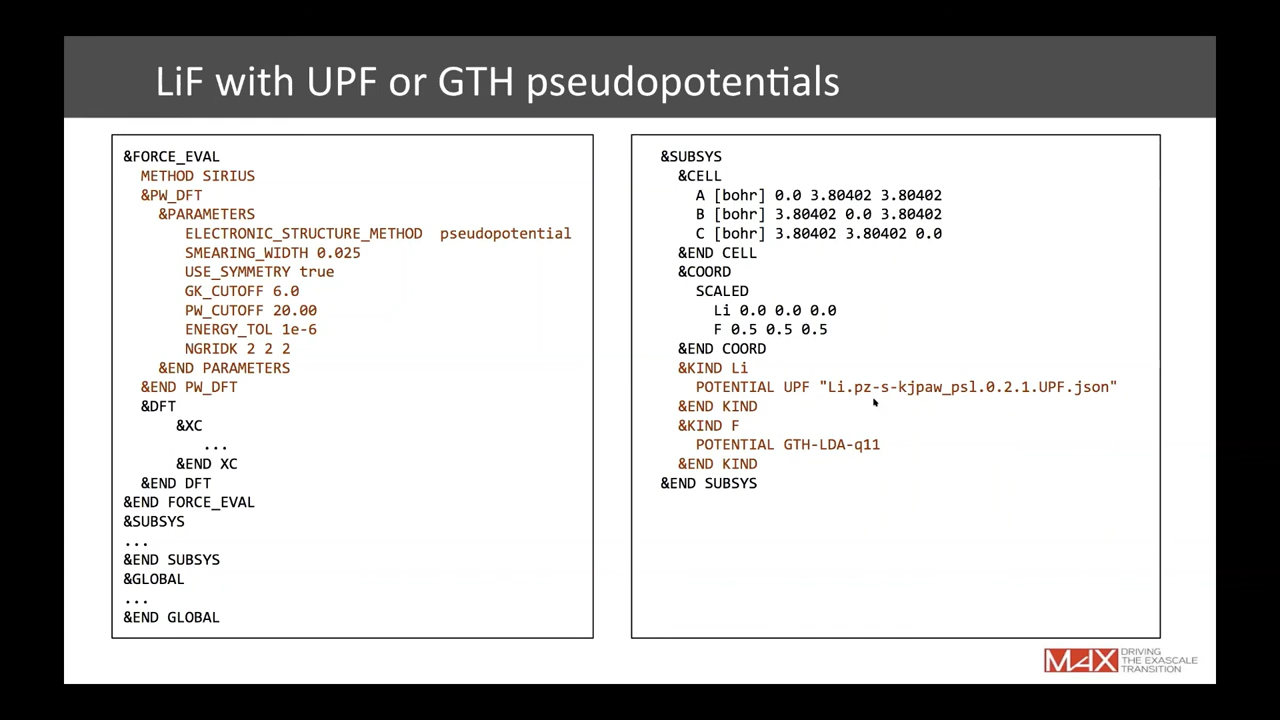 LiF with UPF or GTH pseudopotentials
&FORCE_EVAL
METHOD SIRIUS
&PW_DFT
&PARAMETERS
ELECTRONIC_STRUCTURE_METHOD pseudopotential
SMEARING_WIDTH 0.025
USE_SYMMETRY true
GK_CUTOFF 6.0
PW_CUTOFF 20.00
ENERGY_TOL 1e-6
NGRIDK 2 2 2
&END PARAMETERS
&END PW_DFT
&DFT
&XC
...
&END XC
&END DFT
&END FORCE_EVAL
&SUBSYS
...
&END SUBSYS
&GLOBAL
...
&END GLOBAL
&SUBSYS
&CELL
A [bohr] 0.0 3.80402 3.80402
B [bohr] 3.80402 0.0 3.80402
C [bohr] 3.80402 3.80402 0.0
&END CELL
&COORD
SCALED
Li 0.0 0.0 0.0
F 0.5 0.5 0.5
&END COORD
&KIND Li
POTENTIAL UPF "Li.pz-s-kjpaw_psl.0.2.1.UPF.json"
&END KIND
&KIND F
POTENTIAL GTH-LDA-q11
&END KIND
&END SUBSYS
MAX
DRIVING
THE EXASCALE
TRANSITION